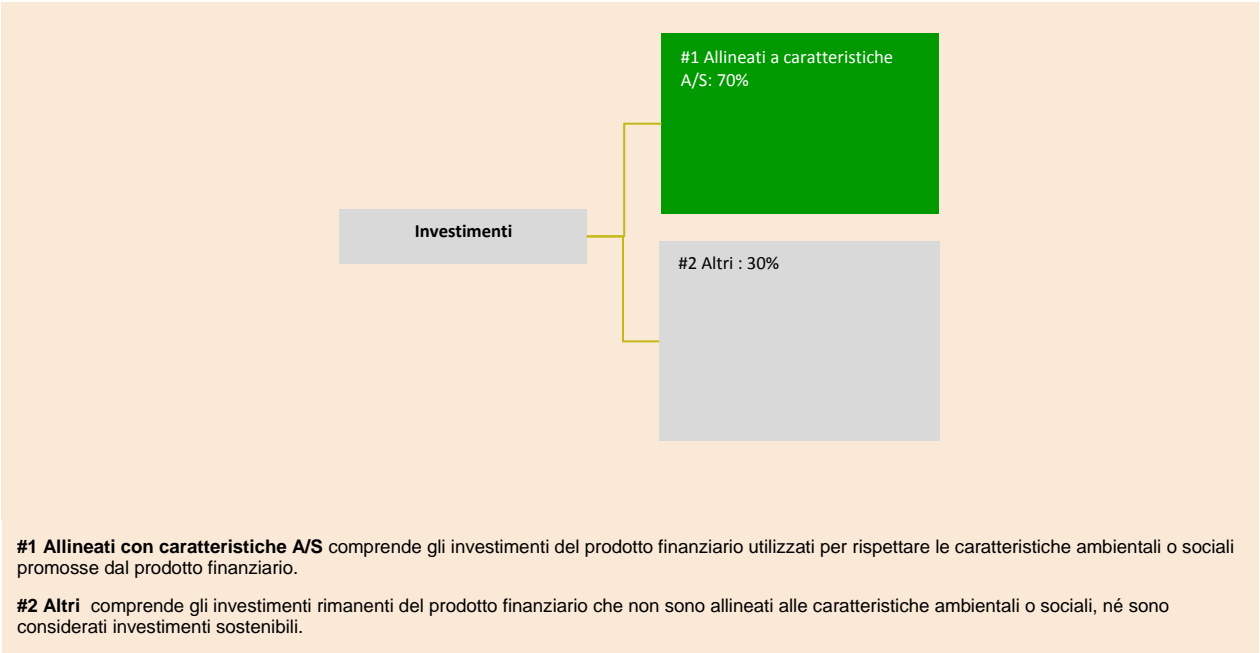 #1 Allineati a caratteristiche
A/S: 70%
Investimenti
#2 Altri : 30%
#1 Allineati con caratteristiche A/S comprende gli investimenti del prodotto finanziario utilizzati per rispettare le caratteristiche ambientali o sociali
promosse dal prodotto finanziario.
#2 Altri comprende gli investimenti rimanenti del prodotto finanziario che non sono allineati alle caratteristiche ambientali o sociali, né sono
considerati investimenti sostenibili.